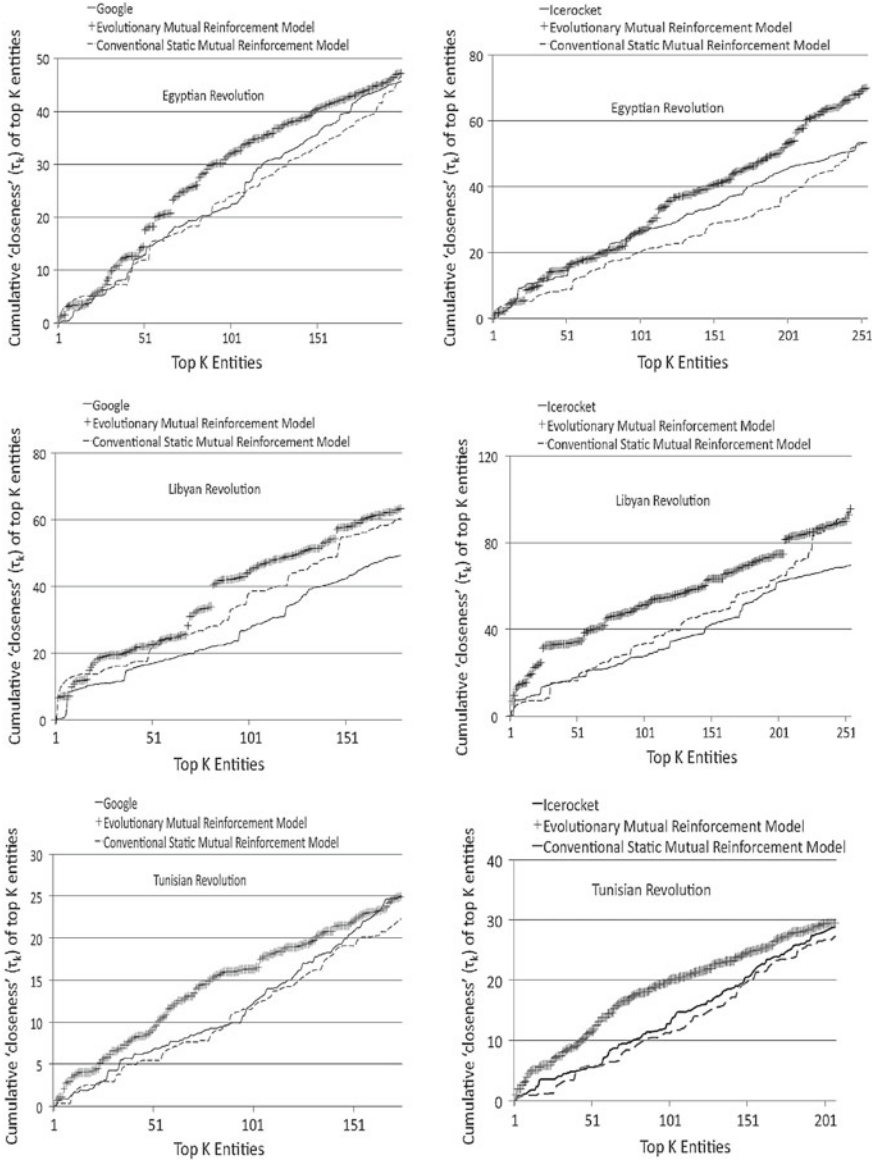 —Google
+Evolutionary Mutual Reinforcement Model
--Conventional Static Mutual Reinforcement Model
Cumulative 'closeness' (τk) of top K entities
50
40
30
20
10
0
Egyptian Revolution
1 51 101 151
Top K Entities
—Icerocket
+Evolutionary Mutual Reinforcement Model
--Conventional Static Mutual Reinforcement Model
Cumulative 'closeness' (τk) of top K entities
80
60
40
20
0
Egyptian Revolution
1 51 101 151 201 251
Top K Entities
—Google
+Evolutionary Mutual Reinforcement Model
--Conventional Static Mutual Reinforcement Model
Cumulative 'closeness' (τk) of top K entities
80
60
40
20
0
Libyan Revolution
1 51 101 151
Top K Entities
—Icerocket
+Evolutionary Mutual Reinforcement Model
--Conventional Static Mutual Reinforcement Model
Cumulative 'closeness' (τk) of top K entities
120
80
40
0
Libyan Revolution
1 51 101 151 201 251
Top K Entities
—Google
+Evolutionary Mutual Reinforcement Model
--Conventional Static Mutual Reinforcement Model
Cumulative 'closeness' (τk) of top K entities
30
25
20
15
10
5
0
Tunisian Revolution
1 51 101 151
Top K Entities
—Icerocket
+Evolutionary Mutual Reinforcement Model
—Conventional Static Mutual Reinforcement Model
Cumulative 'closeness' (τk) of top K entities
40
30
20
10
0
Tunisian Revolution
1 51 101 151 201
Top K Entities